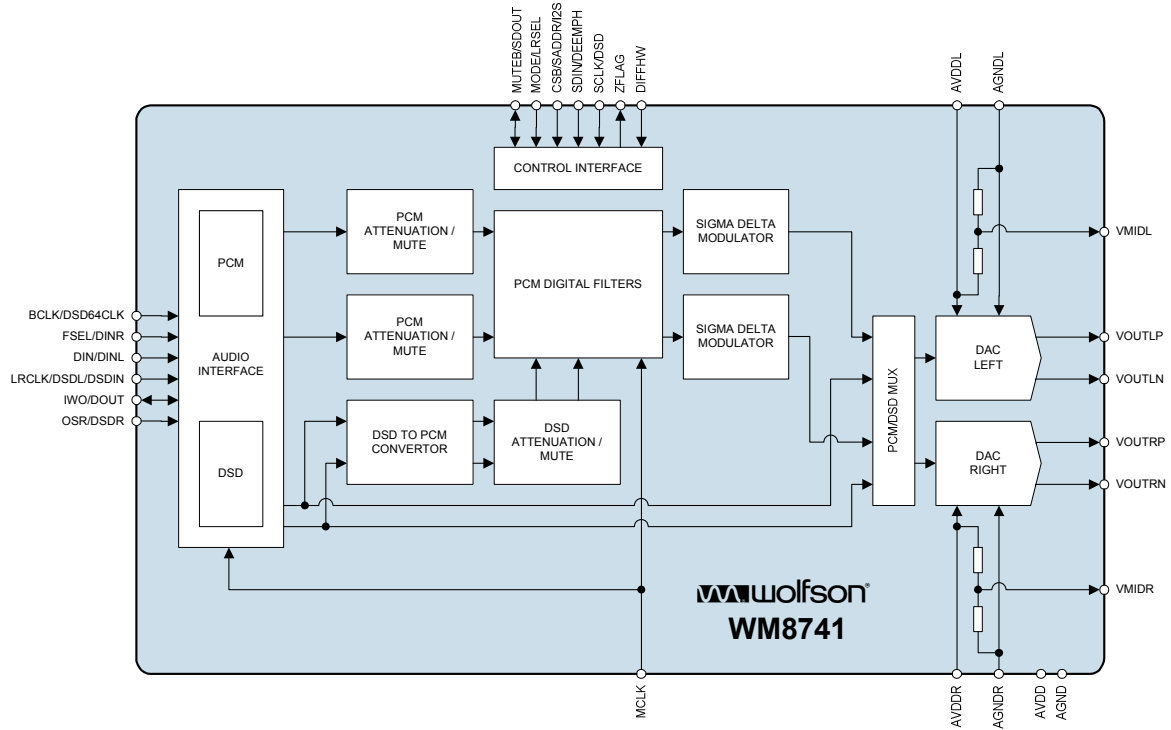 MUTEB/SDOUT
MODE/LRSEL
CSB/SADDR/I2S
SDIN/DEEMPH
SCLK/DSD
ZFLAG
DIFFHW
AVDDL
AGNDL
CONTROL INTERFACE
PCM
PCM
ATTENUATION /
MUTE
PCM DIGITAL FILTERS
SIGMA DELTA
MODULATOR
VMIDL
BCLK/DSD64CLK
FSEL/DINR
DIN/DINL
LRCLK/DSDL/DSDIN
IWO/DOUT
OSR/DSDR
AUDIO
INTERFACE
PCM
ATTENUATION /
MUTE
SIGMA DELTA
MODULATOR
PCM/DSD MUX
DAC
LEFT
VOUTLP
VOUTLN
DSD
DSD TO PCM
CONVERTOR
DSD
ATTENUATION /
MUTE
DAC
RIGHT
VOUTRP
VOUTRN
wolfson®
WM8741
VMIDR
MCLK
AVDDR
AGNDR
AVDD
AGND